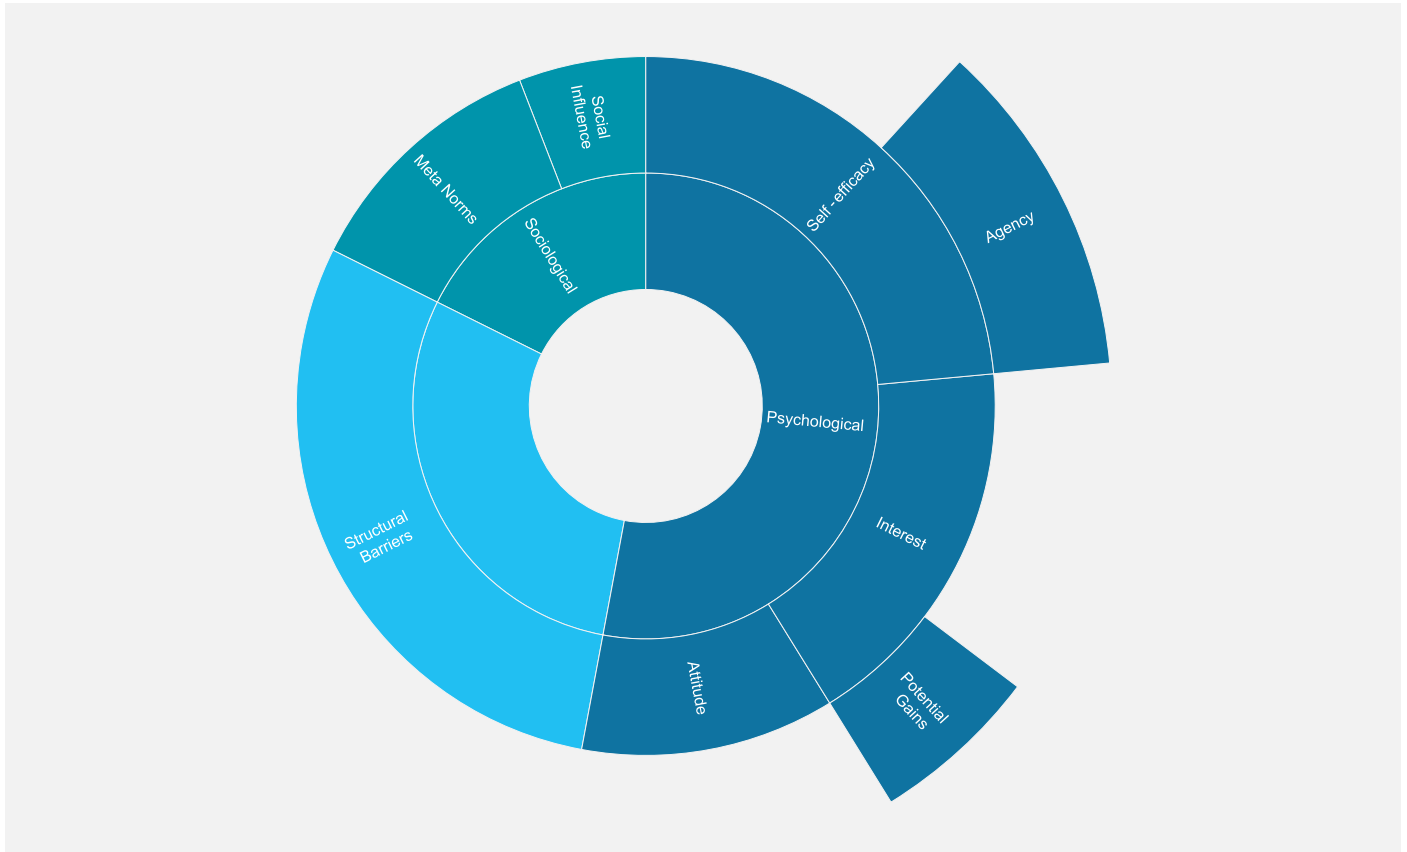 Social
Influence
Meta Norms
Sociological
Self -efficacy
Agency
Psychological
Interest
Structural
Barriers
Attitude
Potential
Gains